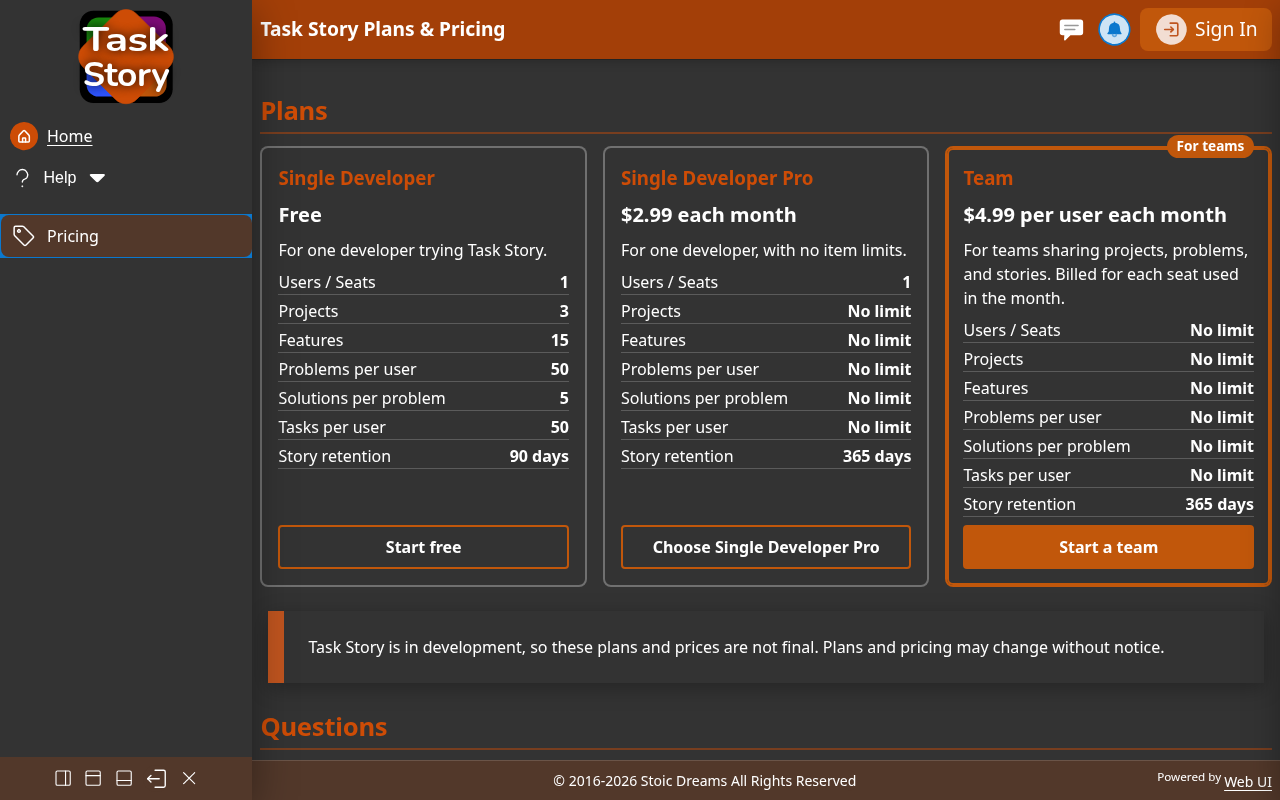 Task
Story
Home
Help
Pricing
Task Story Plans & Pricing
Sign In
Plans
Single Developer
Free
For one developer trying Task Story.
Users / Seats 1
Projects 3
Features 15
Problems per user 50
Solutions per problem 5
Tasks per user 50
Story retention 90 days
Start free
Single Developer Pro
$2.99 each month
For one developer, with no item limits.
Users / Seats 1
Projects No limit
Features No limit
Problems per user No limit
Solutions per problem No limit
Tasks per user No limit
Story retention 365 days
Choose Single Developer Pro
For teams
Team
$4.99 per user each month
For teams sharing projects, problems,
and stories. Billed for each seat used
in the month.
Users / Seats No limit
Projects No limit
Features No limit
Problems per user No limit
Solutions per problem No limit
Tasks per user No limit
Story retention 365 days
Start a team
Task Story is in development, so these plans and prices are not final. Plans and pricing may change without notice.
Questions
© 2016-2026 Stoic Dreams All Rights Reserved
Powered by Web UI